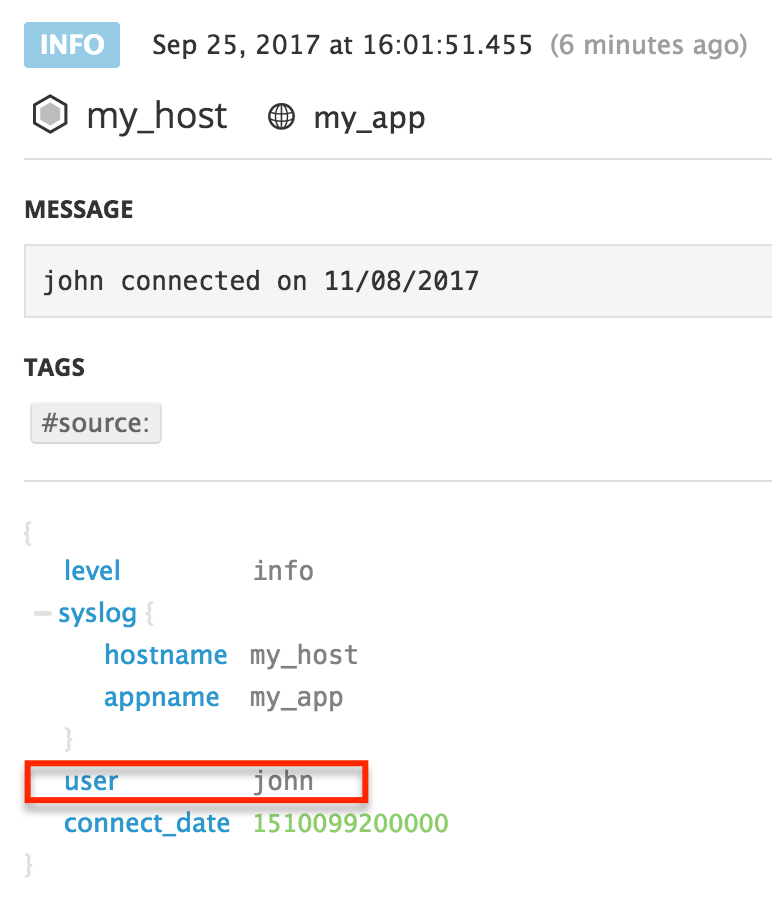 INFO Sep 25, 2017 at 16:01:51.455 (6 minutes ago)
my_host my_app
MESSAGE
john connected on 11/08/2017
TAGS
#source:
{
level info
syslog {
hostname my_host
appname my_app
}
user john
connect_date 1510099200000
}